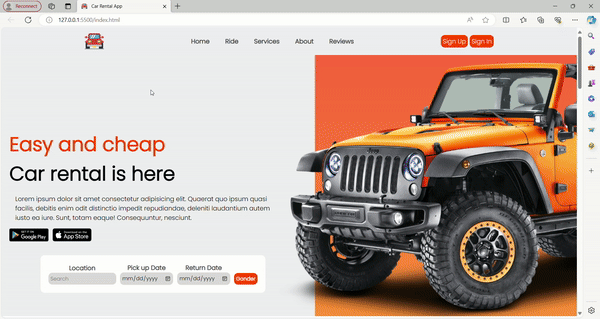 Reconnect
Car Rental App
127.0.0.1:5500/index.html
Home Ride Services About Reviews
Sign Up Sign in
Easy and cheap
Car rental is here
Lorem ipsum dolor sit amet consectetur adipisicing elit. Quaerat quo ipsum quasi
facilis, debitis enim odit distinctio impedit repudiandae, deleniti laudantium autem
iusto ea iure. Sunt, totam eaque! Consequuntur, nesciunt.
GET IT ON
Google Play
Download on the
App Store
Location Pick up Date Return Date
Search mm/dd/yyyy mm/dd/yyyy Gonder
Jeep